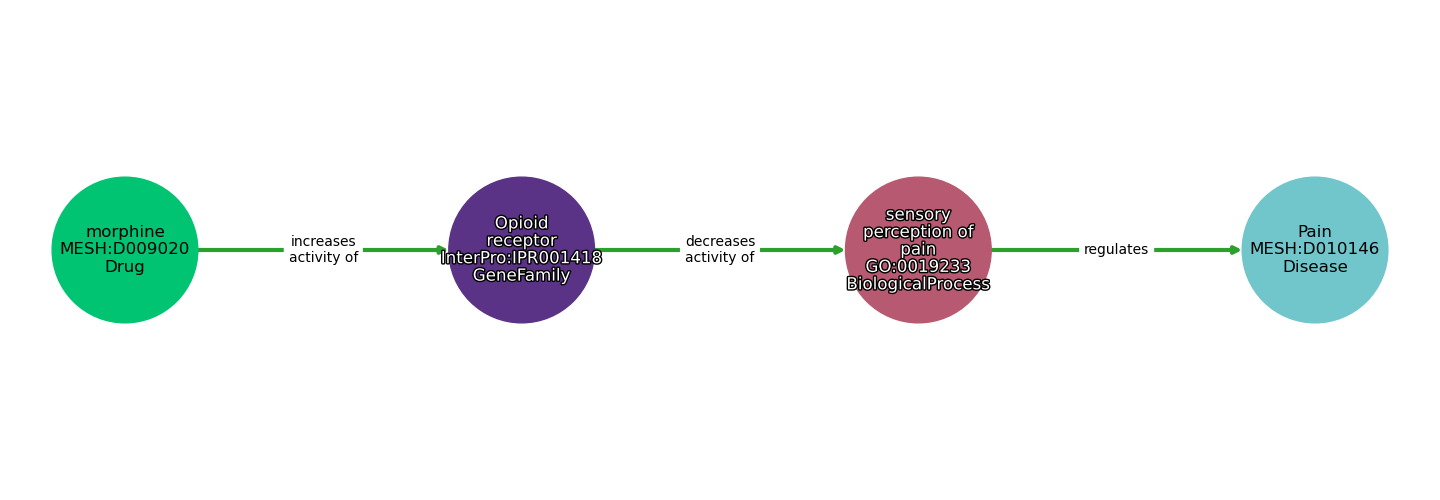 morphine
MESH:D009020
Drug
increases
activity of
Opioid
receptor
InterPro:IPR001418
GeneFamily
decreases
activity of
sensory
perception of
pain
GO:0019233
BiologicalProcess
regulates
Pain
MESH:D010146
Disease